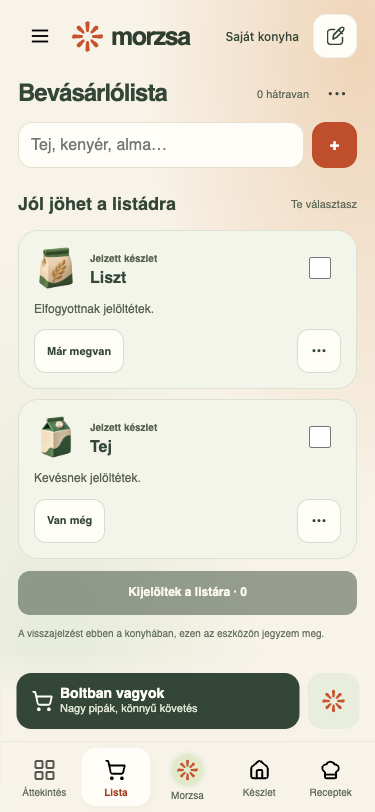 morzsa
Saját konyha
Bevásárlólista
0 hátravan
Tej, kenyér, alma…
+
Jól jöhet a listádra
Te választasz
Jelzett készlet
Liszt
Elfogyottnak jelöltétek.
Már megvan
Jelzett készlet
Tej
Kevésnek jelöltétek.
Van még
Kijelöltek a listára · 0
A visszajelzést ebben a konyhában, ezen az eszközön jegyzem meg.
Boltban vagyok
Nagy pipák, könnyű követés
Áttekintés
Lista
Morzsa
Készlet
Receptek